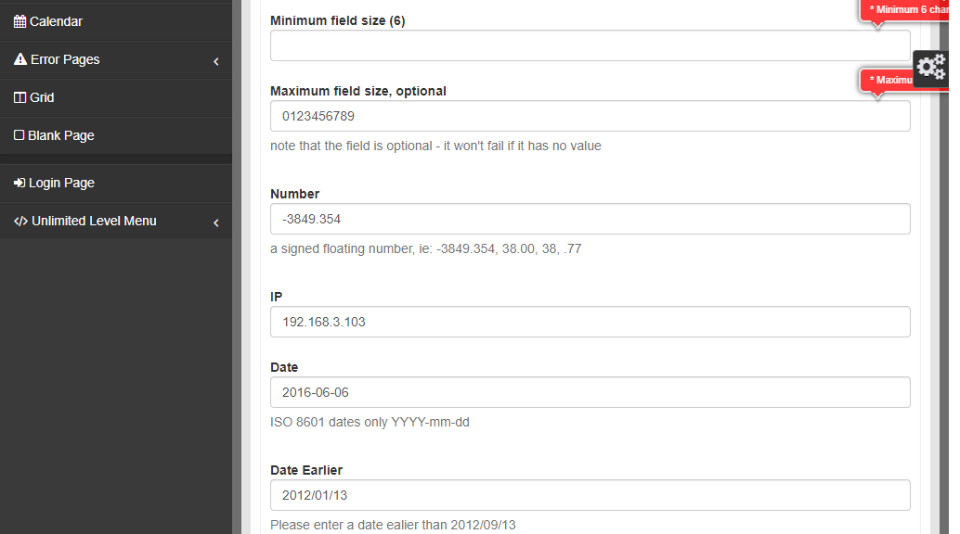 Calendar
Error Pages
Grid
Blank Page
Login Page
Unlimited Level Menu
* Minimum 6 char
Minimum field size (6)
* Maximu
Maximum field size, optional
0123456789
note that the field is optional - it won't fail if it has no value
Number
-3849.354
a signed floating number, ie: -3849.354, 38.00, 38, .77
IP
192.168.3.103
Date
2016-06-06
ISO 8601 dates only YYYY-mm-dd
Date Earlier
2012/01/13
Please enter a date ealier than 2012/09/13